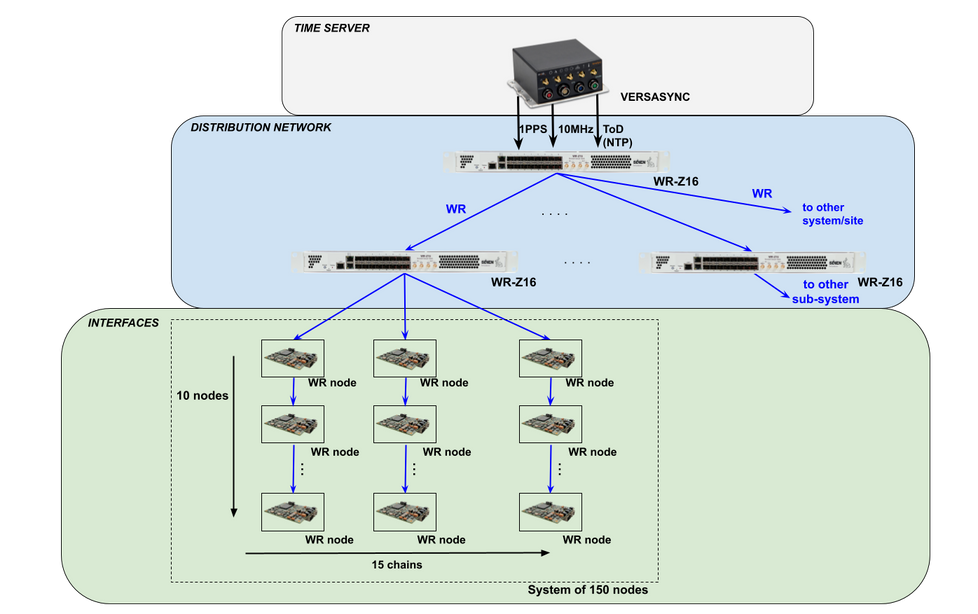 TIME SERVER
VERSASYNC
DISTRIBUTION NETWORK
1PPS
10MHz
ToD
(NTP)
WR-Z16
WR
WR
to other
system/site
. . . .
. . . .
WR-Z16
WR-Z16
to other
sub-system
INTERFACES
10 nodes
WR node
WR node
WR node
WR node
WR node
WR node
WR node
WR node
WR node
15 chains
System of 150 nodes